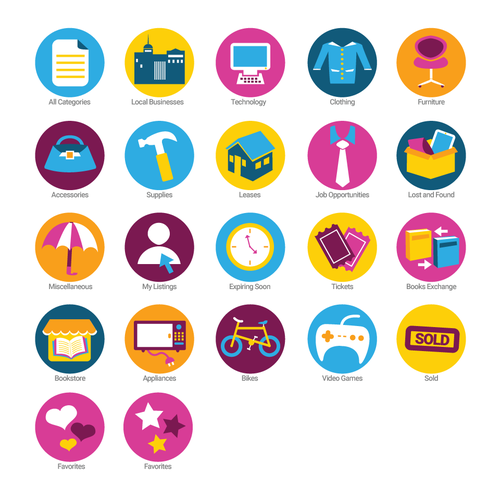 All Categories
Local Businesses
Technology
Clothing
Furniture
Accessories
Supplies
Leases
Job Opportunities
Lost and Found
Miscellaneous
My Listings
Expiring Soon
Tickets
Books Exchange
SOLD
Bookstore
Appliances
Bikes
Video Games
Sold
Favorites
Favorites